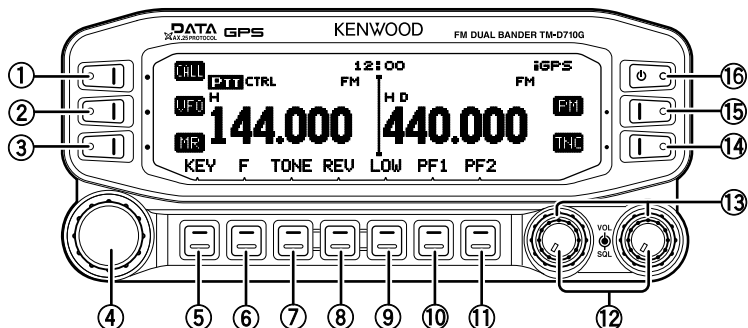 DATA GPS KENWOOD FM DUAL BANDER TM-D710G
AX.25 PROTOCOL
CALL 12:00 iGPS
PTT CTRL FM FM
VFO H 144.000 H D 440.000 PM
MR TNC
KEY F TONE REV LOW PF1 PF2
VOL
SQL
① ② ③
⑯ ⑮ ⑭
⑬
④ ⑤ ⑥ ⑦ ⑧ ⑨ ⑩ ⑪ ⑫